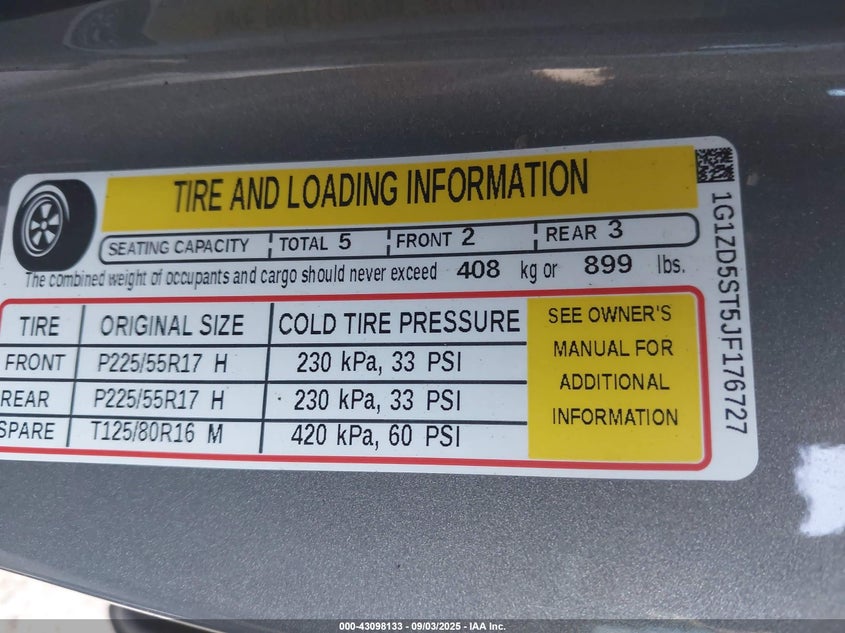 TIRE AND LOADING INFORMATION
SEATING CAPACITY TOTAL 5 FRONT 2 REAR 3
The combined weight of occupants and cargo should never exceed 408 kg or 899 lbs.
TIRE ORIGINAL SIZE COLD TIRE PRESSURE
FRONT P225/55R17 H 230 kPa, 33 PSI
REAR P225/55R17 H 230 kPa, 33 PSI
SPARE T125/80R16 M 420 kPa, 60 PSI
SEE OWNER'S
MANUAL FOR
ADDITIONAL
INFORMATION
1G1ZD5ST5JF176727
000-43098133 - 09/03/2025 - IAA Inc.